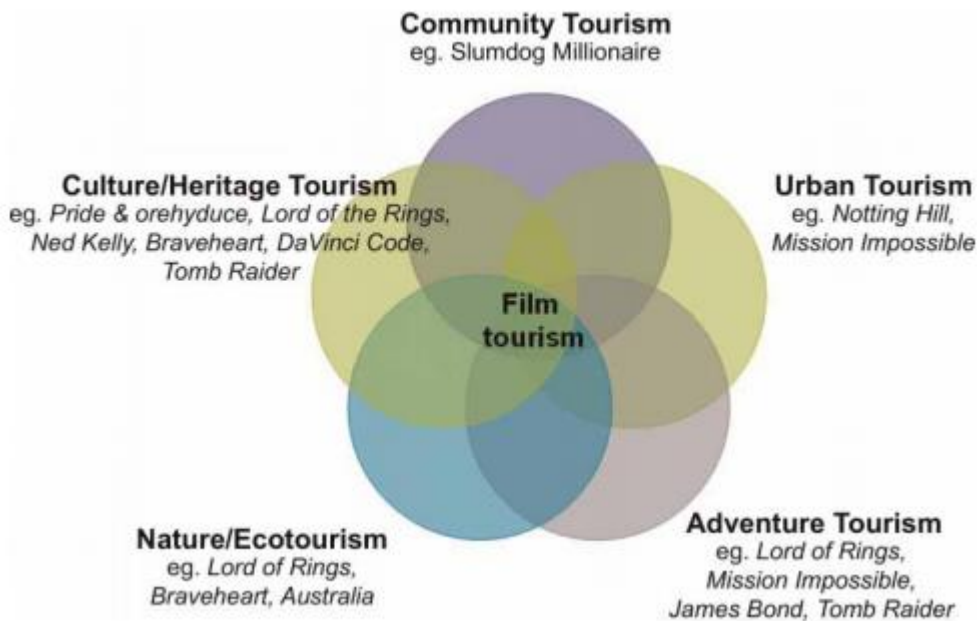 Community Tourism
eg. Slumdog Millionaire
Culture/Heritage Tourism
eg. Pride & orehyduce, Lord of the Rings,
Ned Kelly, Braveheart, DaVinci Code,
Tomb Raider
Urban Tourism
eg. Notting Hill,
Mission Impossible
Film
tourism
Nature/Ecotourism
eg. Lord of Rings,
Braveheart, Australia
Adventure Tourism
eg. Lord of Rings,
Mission Impossible,
James Bond, Tomb Raider